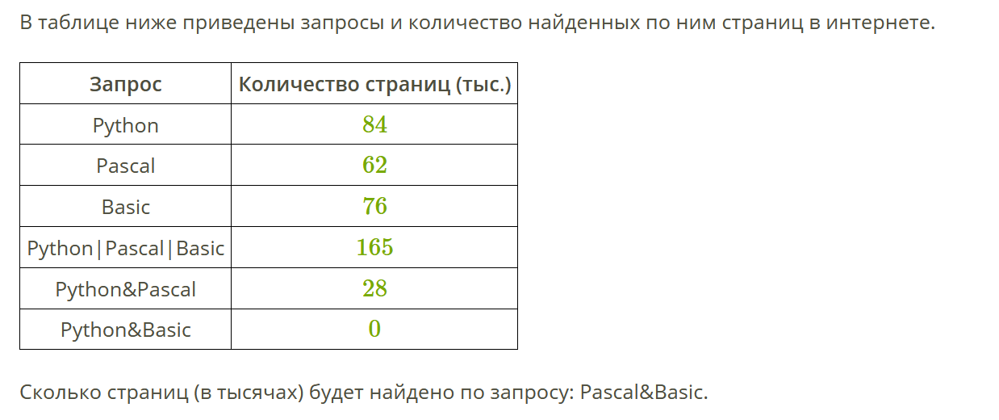 В таблице ниже приведены запросы и количество найденных по ним страниц в интернете.
Запрос Количество страниц (тыс.)
Python 84
Pascal 62
Basic 76
Python|Pascal|Basic 165
Python&Pascal 28
Python&Basic 0
Сколько страниц (в тысячах) будет найдено по запросу: Pascal&Basic.